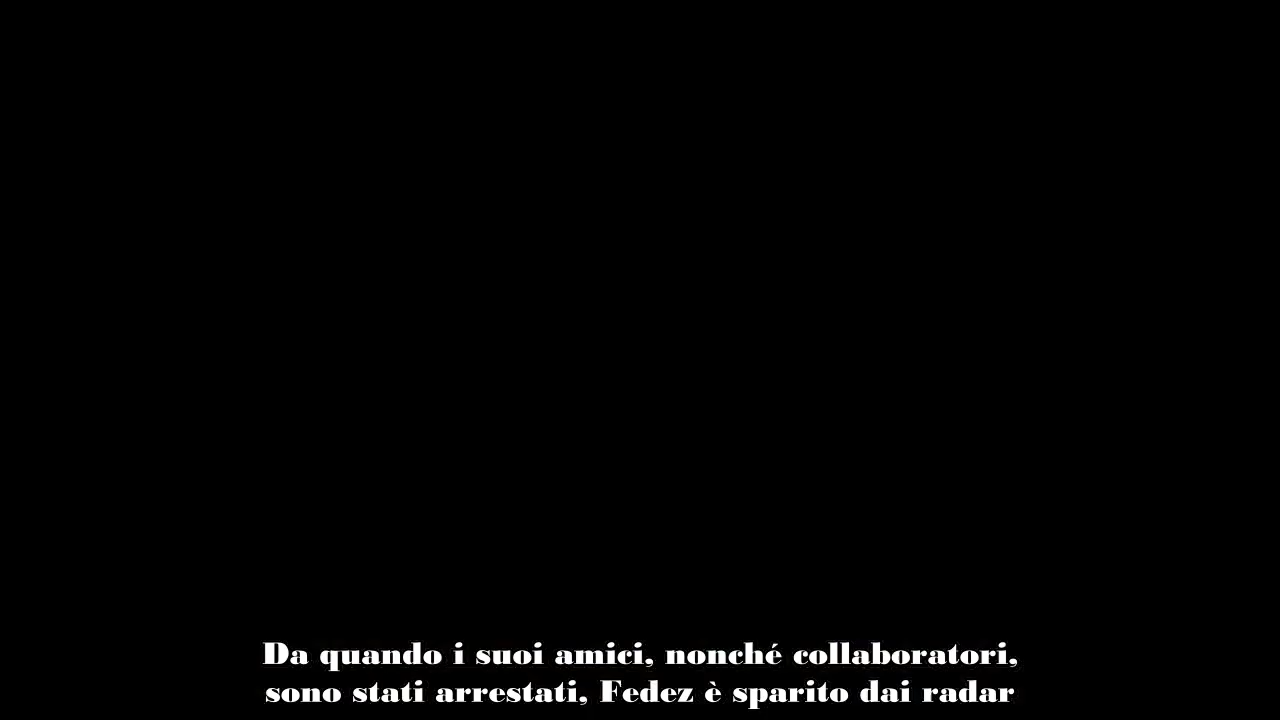 Da quando i suoi amici, nonché collaboratori,
sono stati arrestati, Fedez è sparito dai radar